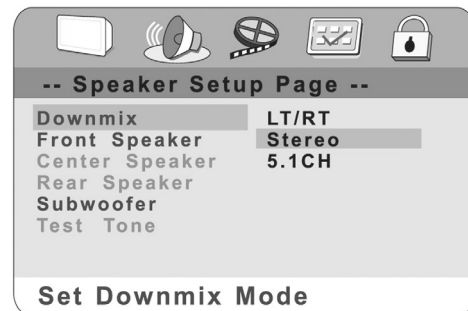 -- Speaker Setup Page --
Downmix LT/RT
Front Speaker Stereo
Center Speaker 5.1CH
Rear Speaker
Subwoofer
Test Tone
Set Downmix Mode